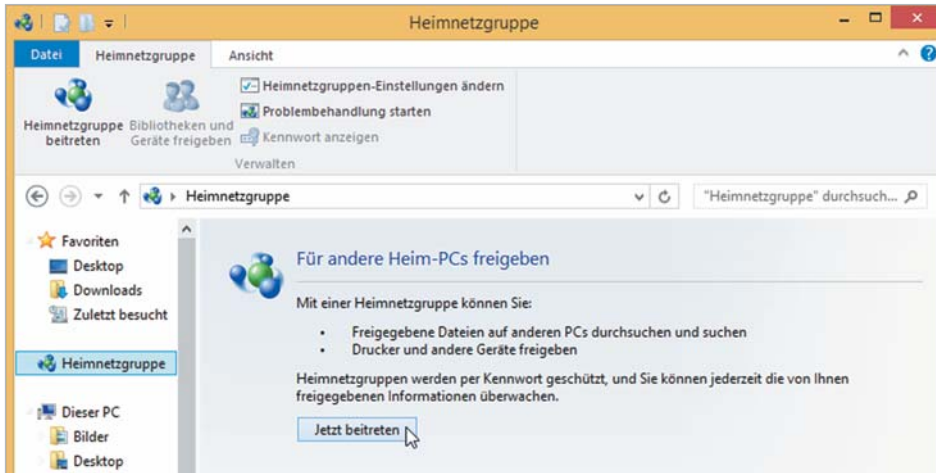 Heimnetzgruppe
Datei Heimnetzgruppe Ansicht
Heimnetzgruppen-Einstellungen ändern
Problembehandlung starten
Heimnetzgruppe beitreten
Bibliotheken und Geräte freigeben
Kennwort anzeigen
Verwalten
Heimnetzgruppe
"Heimnetzgruppe" durchsuch...
Favoriten
Desktop
Downloads
Zuletzt besucht
Heimnetzgruppe
Dieser PC
Bilder
Desktop
Für andere Heim-PCs freigeben
Mit einer Heimnetzgruppe können Sie:
• Freigegebene Dateien auf anderen PCs durchsuchen und suchen
• Drucker und andere Geräte freigeben
Heimnetzgruppen werden per Kennwort geschützt, und Sie können jederzeit die von Ihnen
freigegebenen Informationen überwachen.
Jetzt beitreten